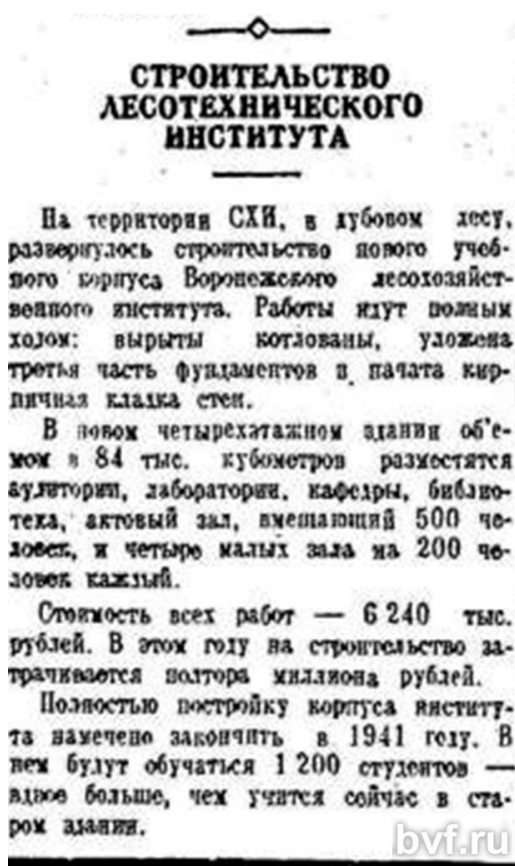 СТРОИТЕЛЬСТВО
ЛЕСОТЕХНИЧЕСКОГО
ИНСТИТУТА
На территории СХИ, в дубовом лесу,
развернулось строительство нового учеб-
ного корпуса Воронежского лесохозяйст-
венного института. Работы идут полным
ходом: вырыты котлованы, уложена
третья часть фундаментов и начата кир-
пичная кладка стен.
В новом четырехэтажном здании об'е-
мом в 84 тыс. кубометров разместятся
аудитории, лаборатории, кафедры, библио-
тека, актовый зал, вмещающий 500 че-
ловек, и четыре малых зала на 200 че-
ловек каждый.
Стоимость всех работ — 6 240 тыс.
рублей. В этом году на строительство за-
трачивается полтора миллиона рублей.
Полностью постройку корпуса институ-
та намечено закончить в 1941 году. В
нем будут обучаться 1 200 студентов —
вдвое больше, чем учится сейчас в ста-
ром здании.
bvf.ru